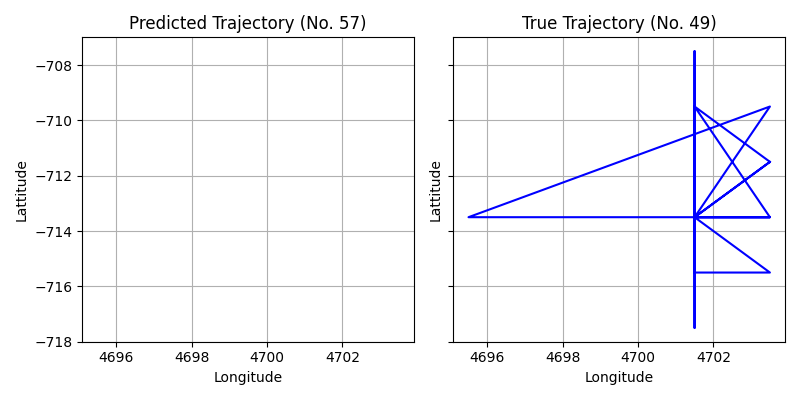 Predicted Trajectory (No. 57)
Lattitude
−708
−710
−712
−714
−716
−718
4696 4698 4700 4702
Longitude
True Trajectory (No. 49)
Lattitude
4696 4698 4700 4702
Longitude